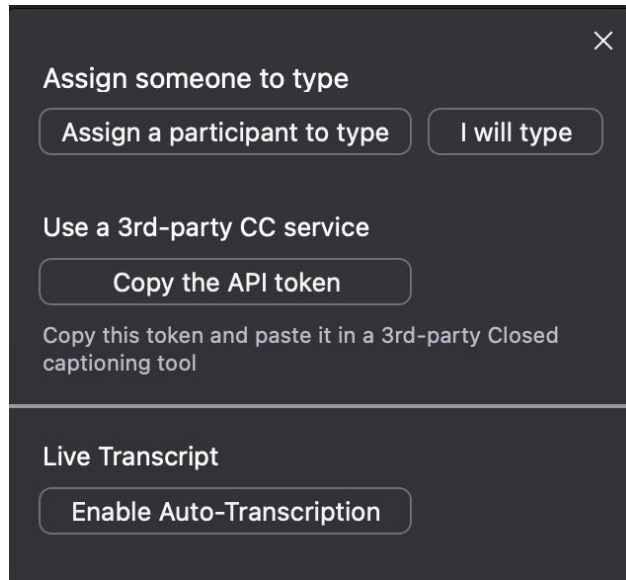 Assign someone to type
Assign a participant to type
I will type
Use a 3rd-party CC service
Copy the API token
Copy this token and paste it in a 3rd-party Closed
captioning tool
Live Transcript
Enable Auto-Transcription